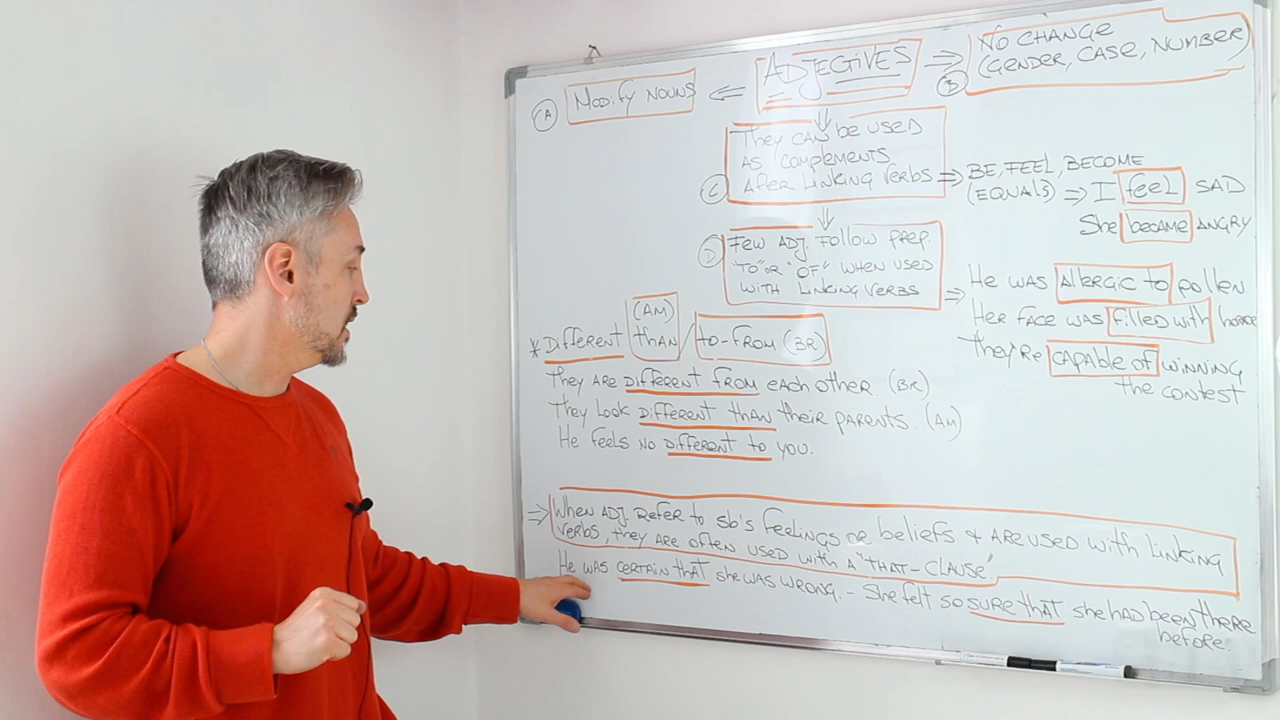 ADJECTIVES
(A) MODIFY NOUNS
(B) NO CHANGE
(GENDER, CASE, NUMBER)
(C) They CAN be USED
AS COMPLEMENTS
AFTER LINKING VERBS
BE, FEEL, BECOME
(EQUALS) ⇒ I feel SAD
She became ANGRY
(D) FEW ADJ. FOLLOW PREP.
"TO" OR "OF" WHEN USED
WITH LINKING VERBS
He was ALLERGIC to pollen
Her FACE was filled with horror
they're CAPABLE of WINNING
the CONTEST
(AM)
* Different than / to-FROM (BR)
They ARE different from each other (BR)
They Look different than their parents. (AM)
He feels no different to you.
⇒ When ADJ. REFER to sb's Feelings or beliefs & ARE USED with LINKING
verbs, they ARE often used with A "THAT-CLAUSE".
He WAS CERTAIN that she was wrong. - She felt so SURE THAT she had been there
before.